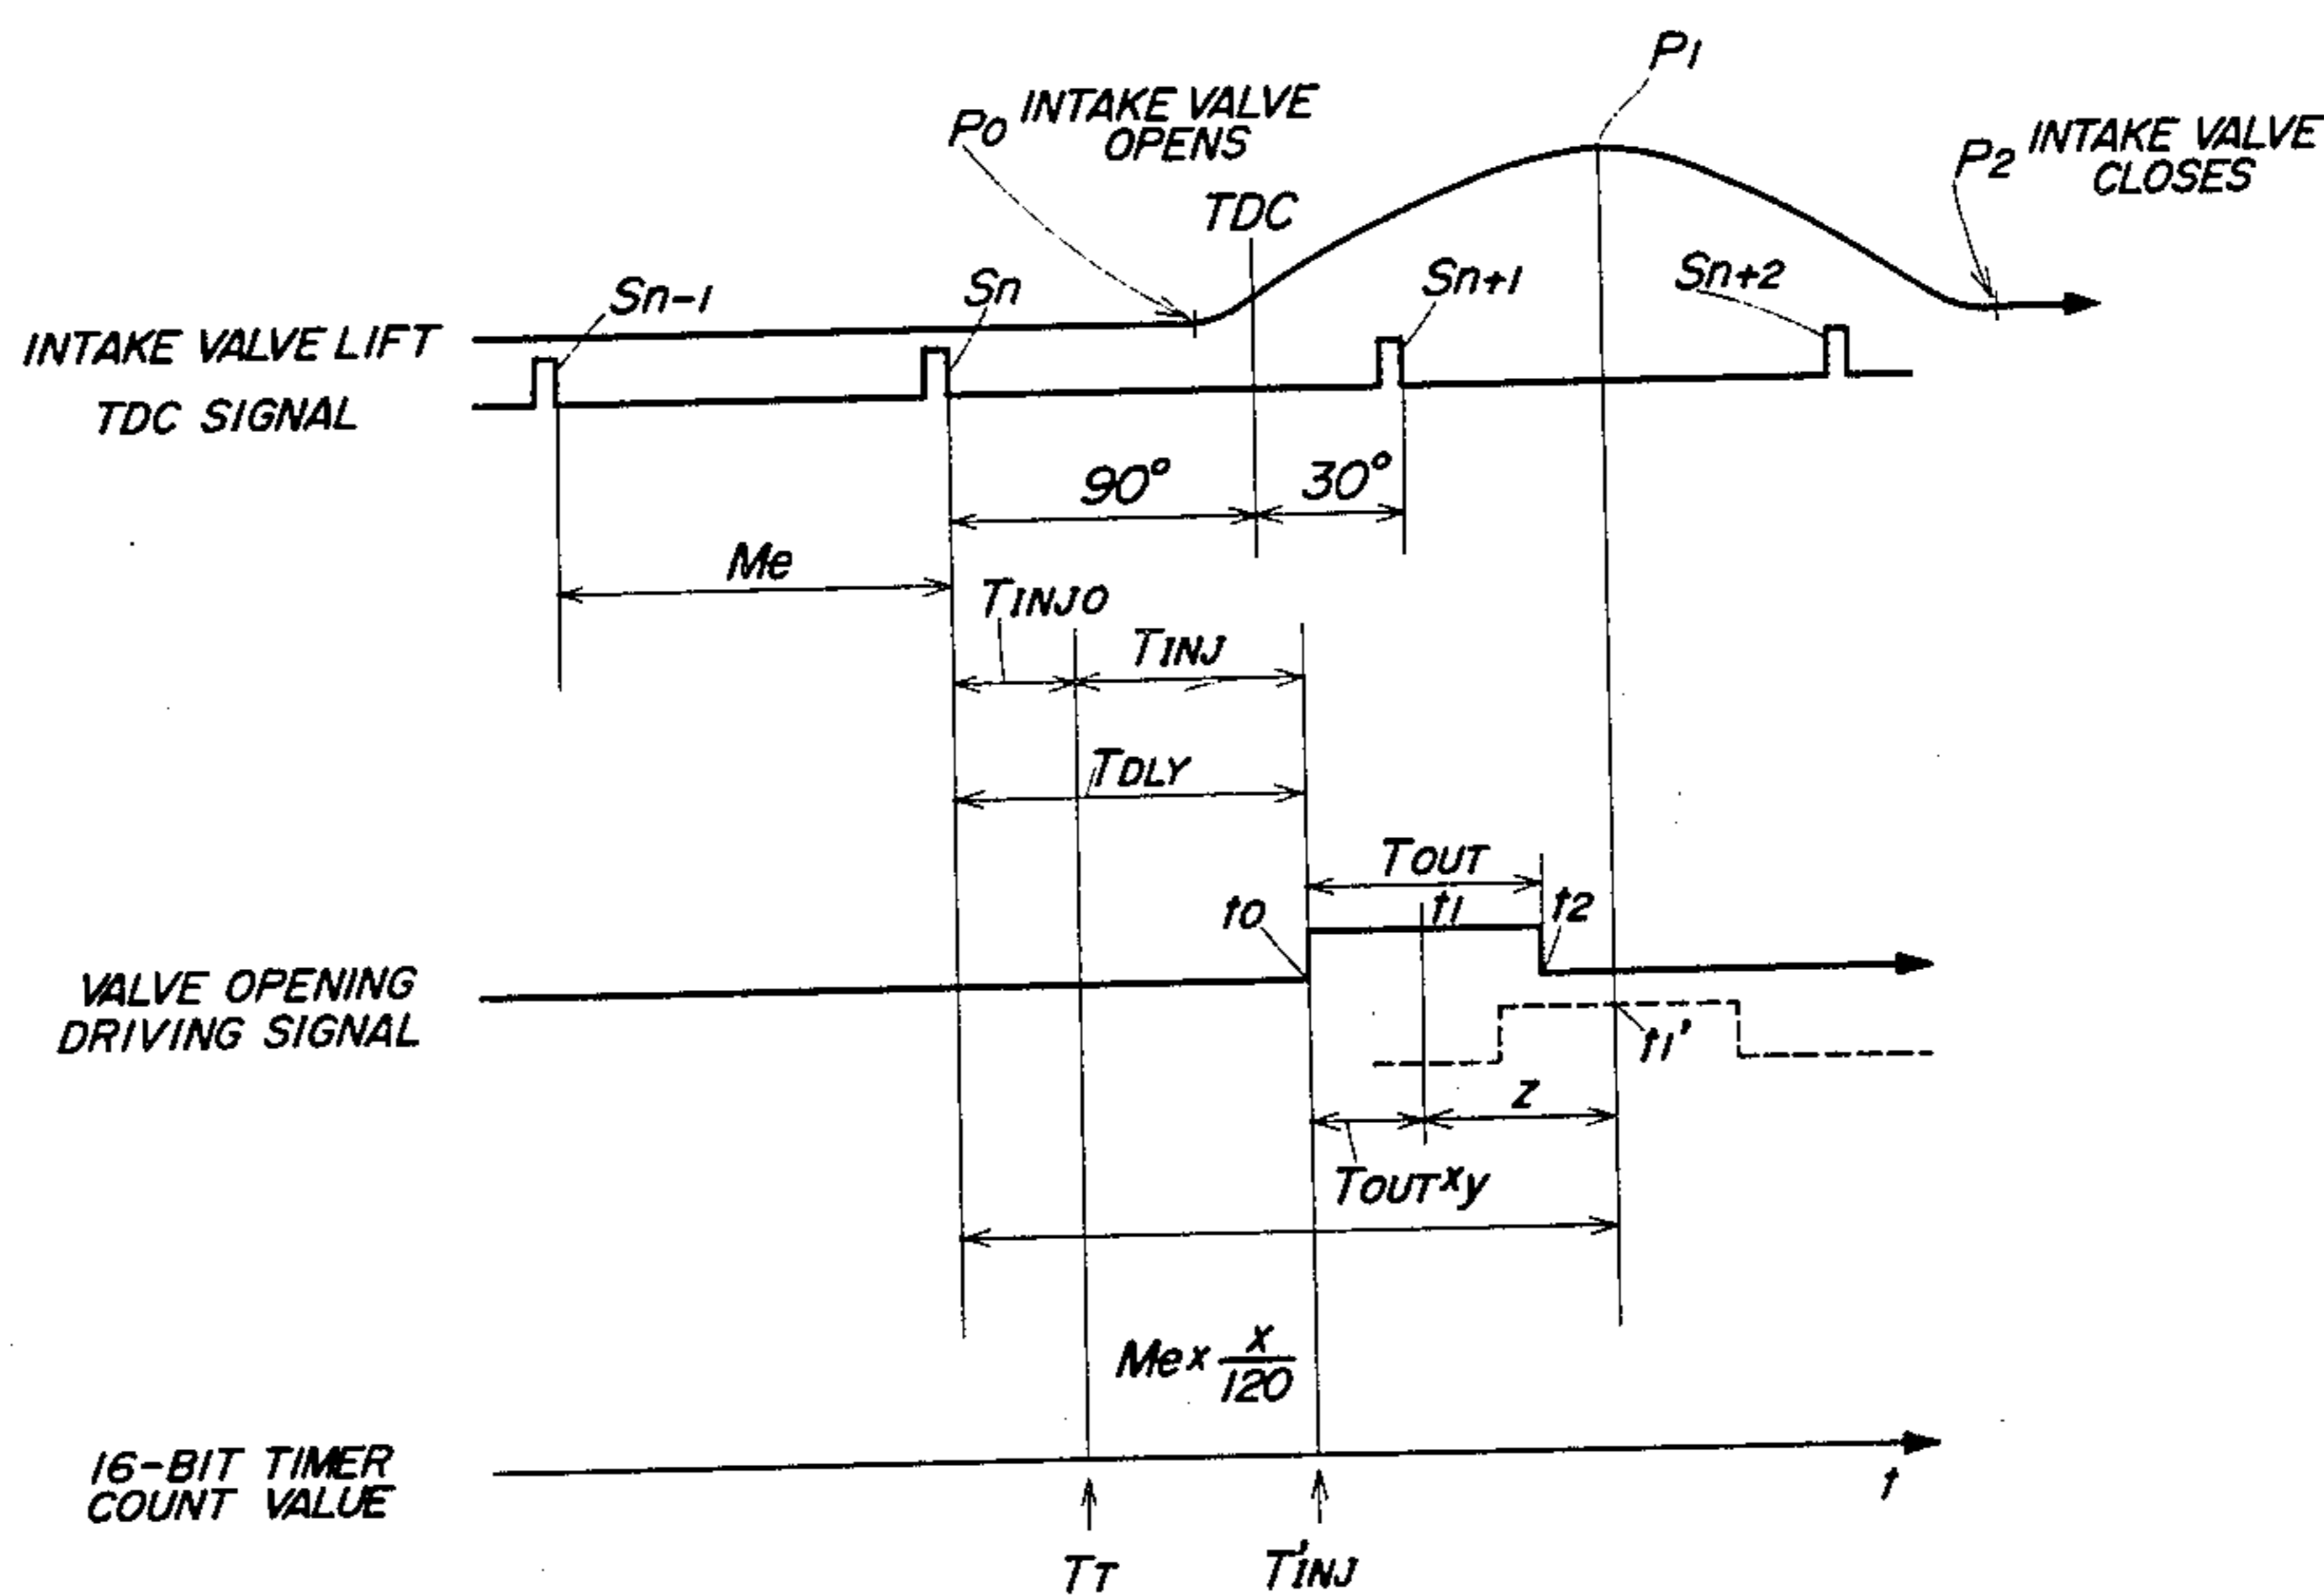 P1
P0 INTAKE VALVE
OPENS
P2 INTAKE VALVE
CLOSES
TDC
Sn-1
Sn
Sn+1
Sn+2
INTAKE VALVE LIFT
TDC SIGNAL
90°
30°
Me
TINJO
TINJ
TDLY
TOUT
t0
t1
t2
VALVE OPENING
DRIVING SIGNAL
t1'
Z
TOUT×y
Me× x/120
16-BIT TIMER
COUNT VALUE
t
TT
T'INJ